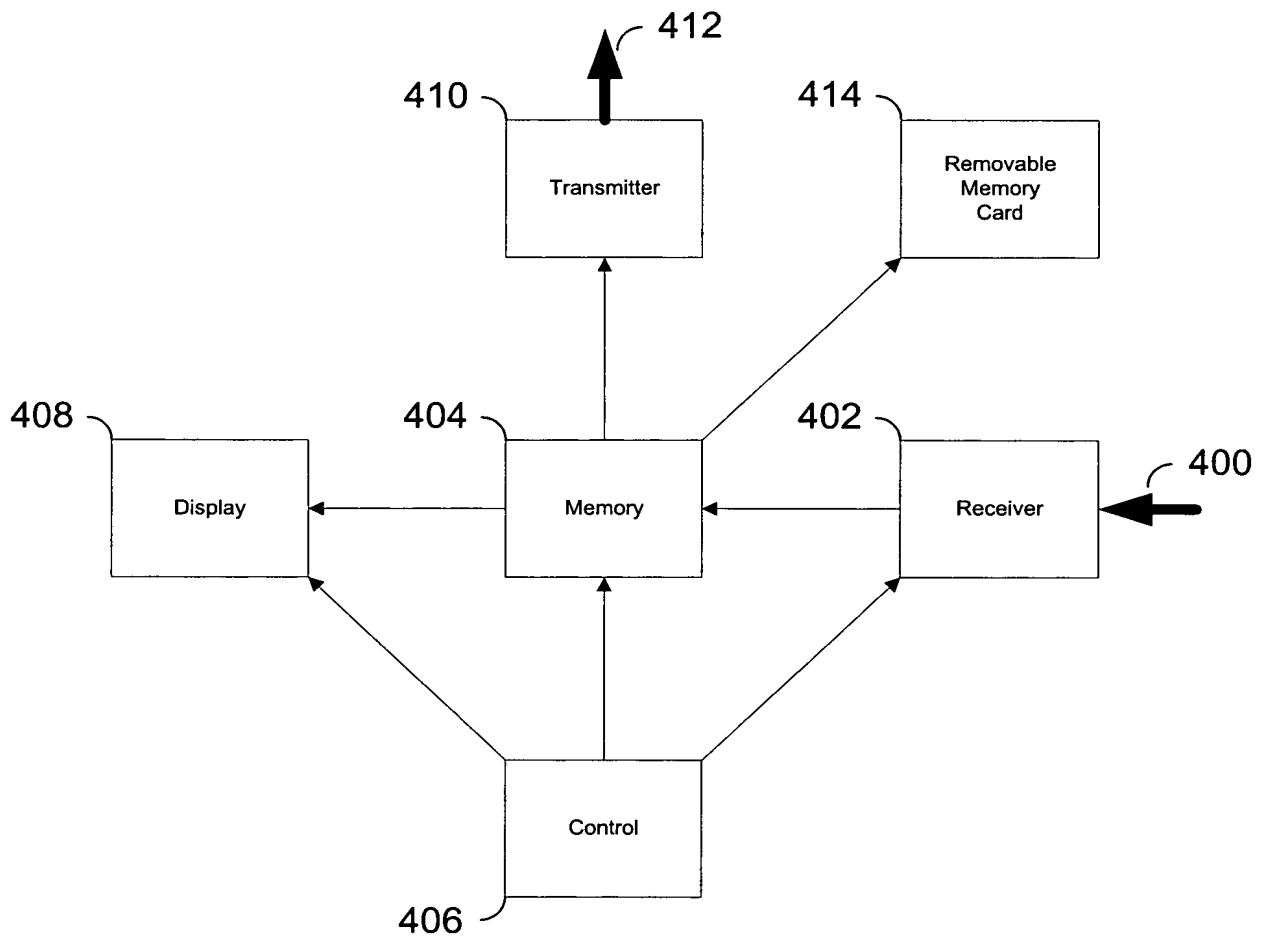 412
410
414
Transmitter
Removable
Memory
Card
408
404
402
400
Display
Memory
Receiver
Control
406